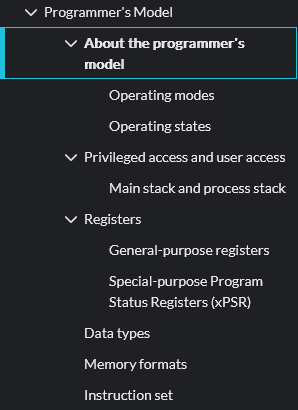 Programmer's Model
About the programmer's
model
Operating modes
Operating states
Privileged access and user access
Main stack and process stack
Registers
General-purpose registers
Special-purpose Program
Status Registers (xPSR)
Data types
Memory formats
Instruction set